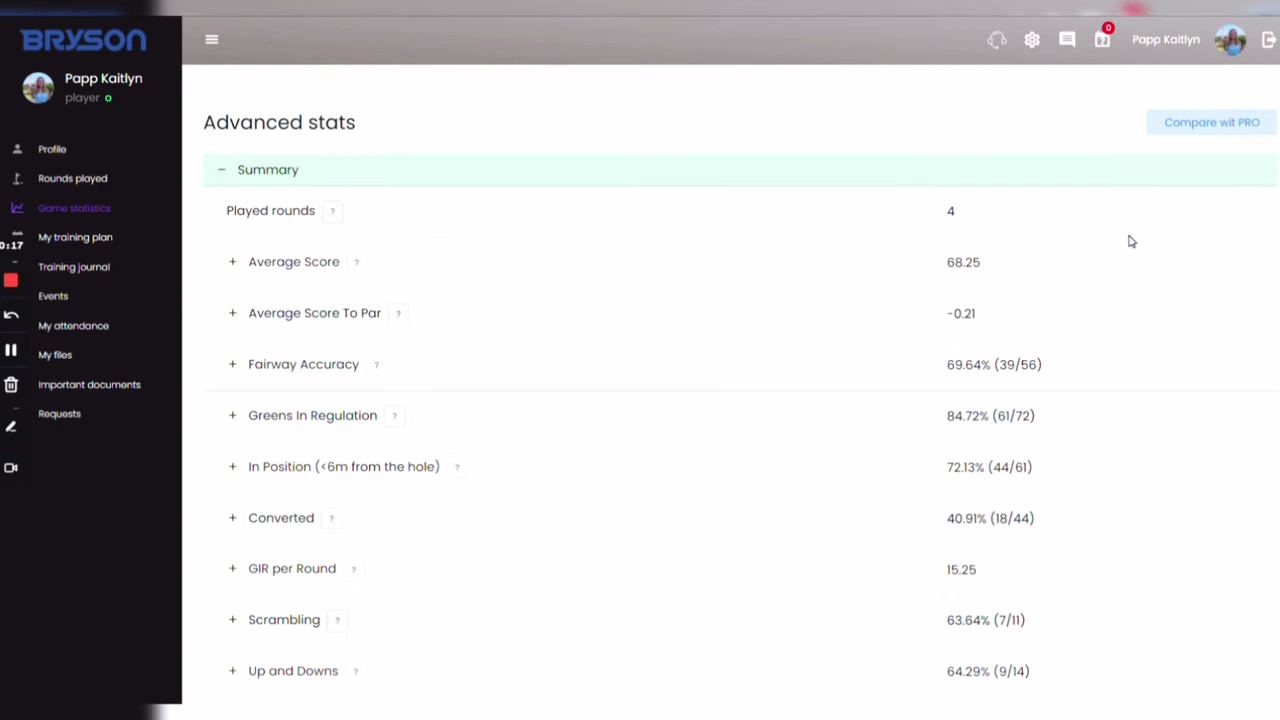 BRYSON
0
Papp Kaitlyn
Papp Kaitlyn
player
Advanced stats
Compare wit PRO
Profile
Rounds played
Game statistics
My training plan
0:17
Training journal
Events
My attendance
My files
Important documents
Requests
− Summary
Played rounds ? 4
+ Average Score ? 68.25
+ Average Score To Par ? -0.21
+ Fairway Accuracy ? 69.64% (39/56)
+ Greens In Regulation ? 84.72% (61/72)
+ In Position (<6m from the hole) ? 72.13% (44/61)
+ Converted ? 40.91% (18/44)
+ GIR per Round ? 15.25
+ Scrambling ? 63.64% (7/11)
+ Up and Downs ? 64.29% (9/14)